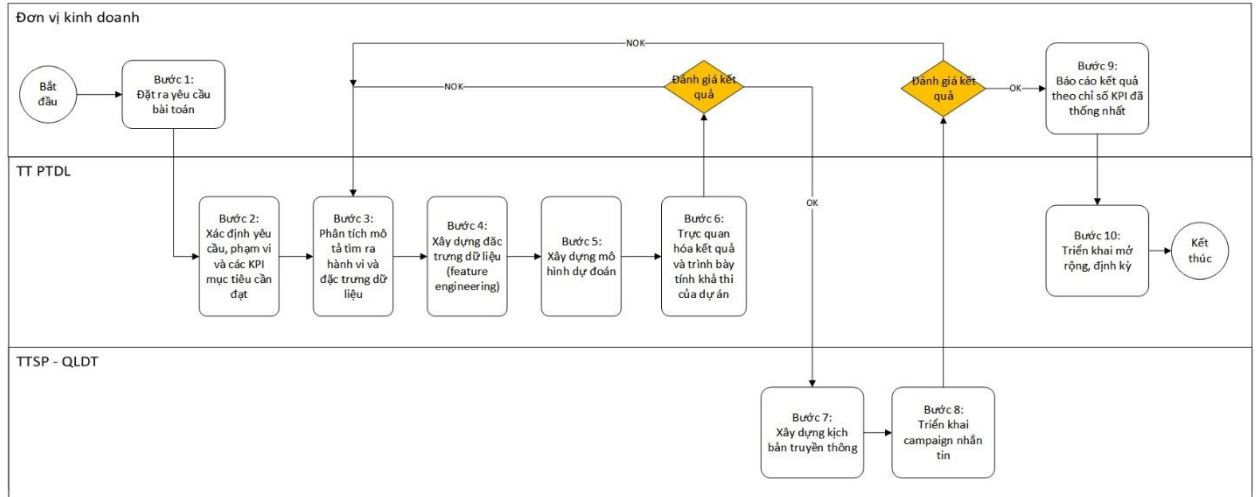 Đơn vị kinh doanh
Bắt
đầu
Bước 1:
Đặt ra yêu cầu
bài toán
NOK
NOK
Đánh giá kết
quả
Đánh giá kết
quả
OK
Bước 9:
Báo cáo kết quả
theo chỉ số KPI đã
thống nhất
TT PTDL
Bước 2:
Xác định yêu
cầu, phạm vi
và các KPI
mục tiêu cần
đạt
Bước 3:
Phân tích mô
tả tìm ra
hành vi và
đặc trưng dữ
liệu
Bước 4:
Xây dựng đặc
trưng dữ liệu
(feature
engineering)
Bước 5:
Xây dựng mô
hình dự đoán
Bước 6:
Trực quan
hóa kết quả
và trình bày
tính khả thi
của dự án
OK
Bước 10:
Triển khai mở
rộng, định kỳ
Kết
thúc
TTSP - QLDT
Bước 7:
Xây dựng kịch
bản truyền thông
Bước 8:
Triển khai
campaign nhắn
tin